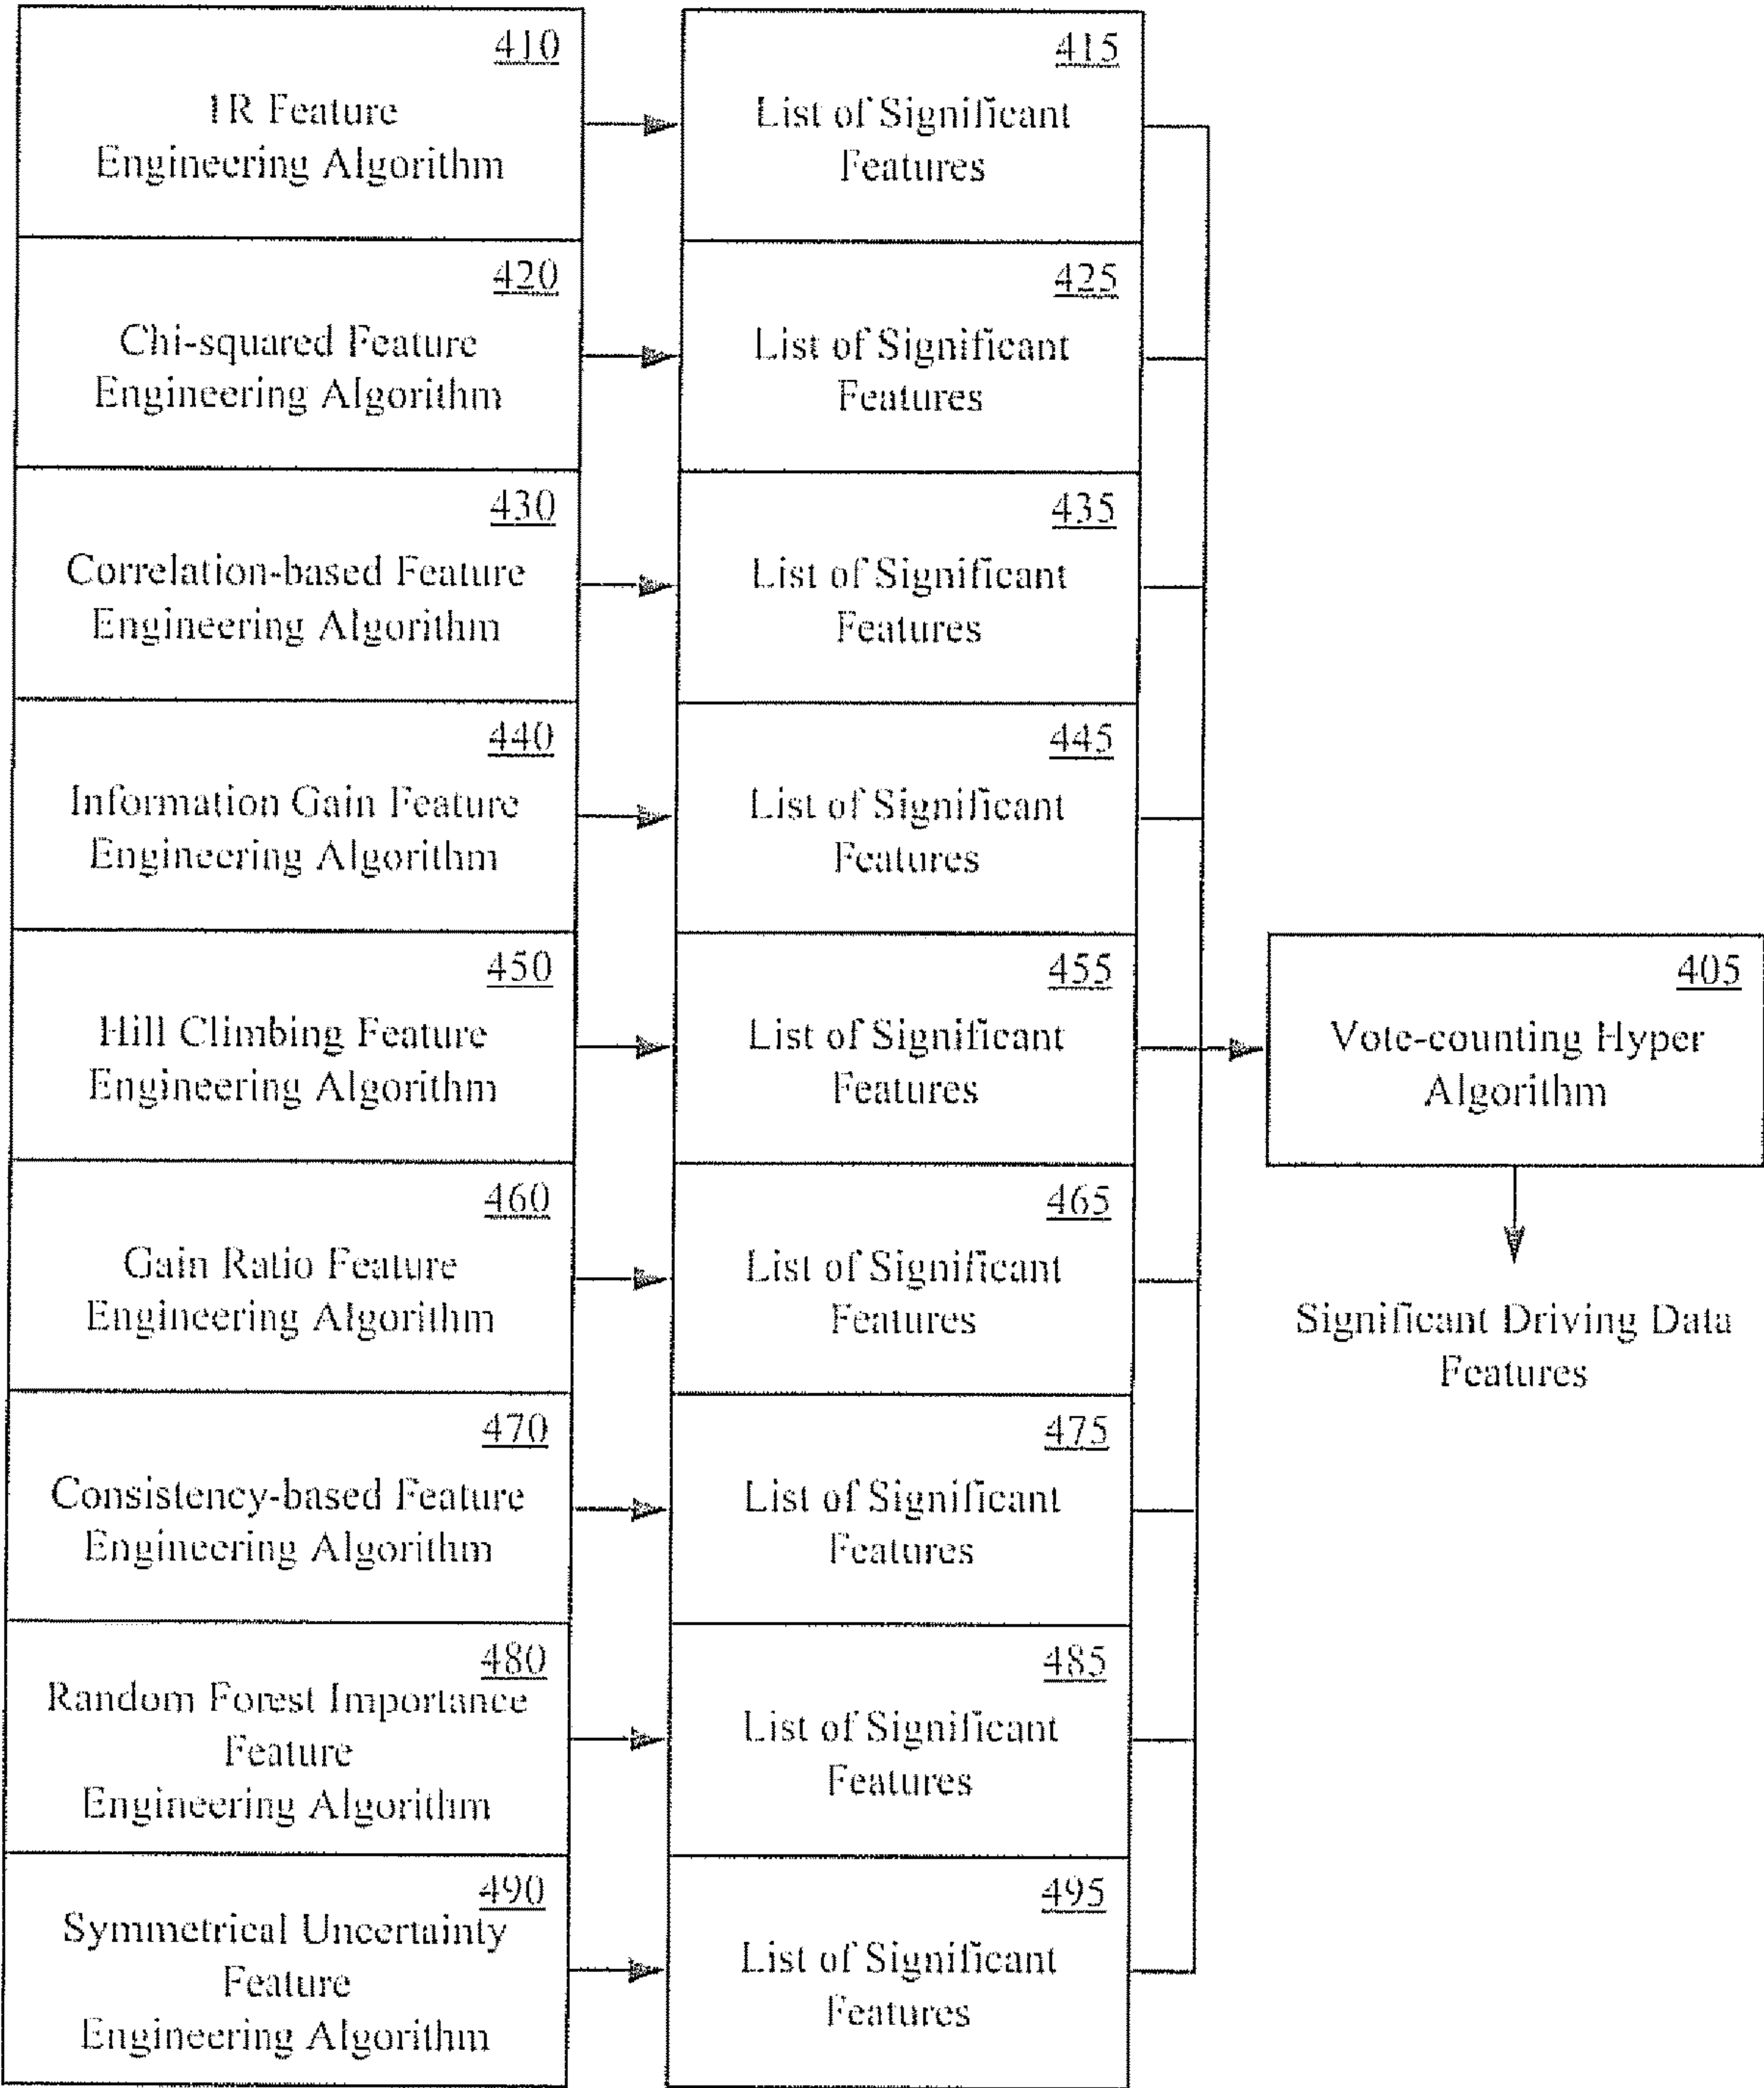 410
1R Feature
Engineering Algorithm
415
List of Significant
Features
420
Chi-squared Feature
Engineering Algorithm
425
List of Significant
Features
430
Correlation-based Feature
Engineering Algorithm
435
List of Significant
Features
440
Information Gain Feature
Engineering Algorithm
445
List of Significant
Features
450
Hill Climbing Feature
Engineering Algorithm
455
List of Significant
Features
405
Vote-counting Hyper
Algorithm
460
Gain Ratio Feature
Engineering Algorithm
465
List of Significant
Features
Significant Driving Data
Features
470
Consistency-based Feature
Engineering Algorithm
475
List of Significant
Features
480
Random Forest Importance
Feature
Engineering Algorithm
485
List of Significant
Features
490
Symmetrical Uncertainty
Feature
Engineering Algorithm
495
List of Significant
Features